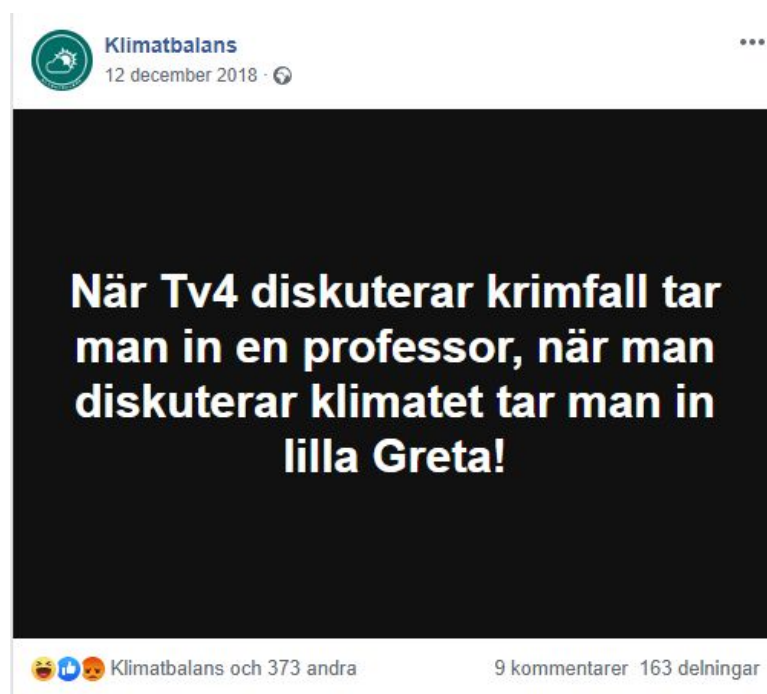 Klimatbalans
12 december 2018 ·
När Tv4 diskuterar krimfall tar
man in en professor, när man
diskuterar klimatet tar man in
lilla Greta!
Klimatbalans och 373 andra
9 kommentarer 163 delningar